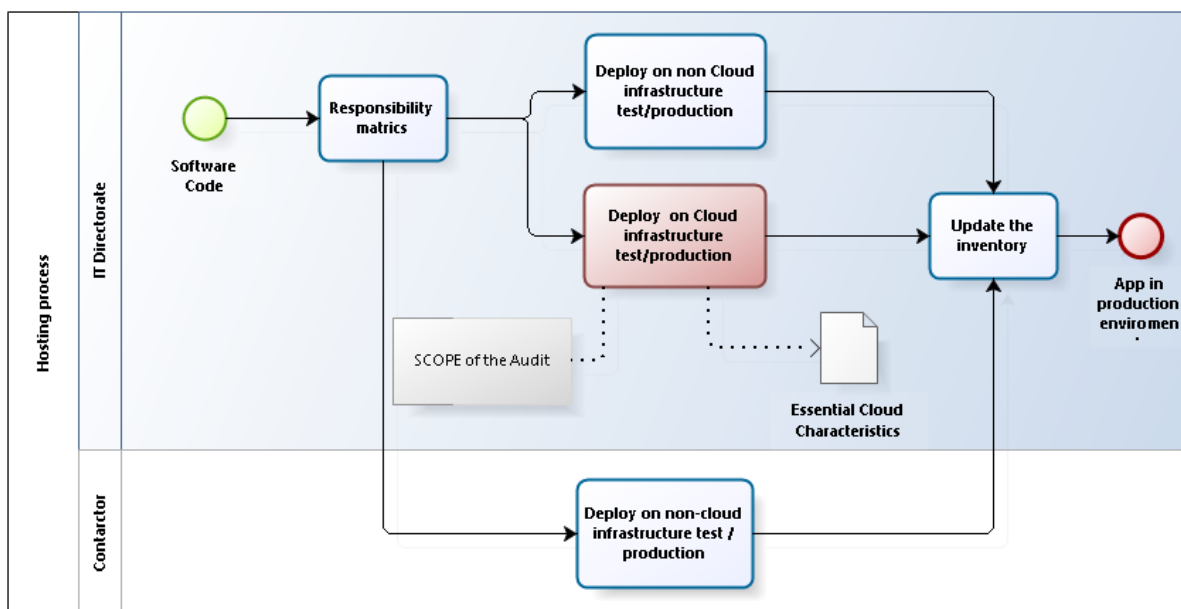 Hosting process
IT Directorate
Contarctor
Software
Code
Responsibility
matrics
Deploy on non Cloud
infrastructure
test/production
Deploy on Cloud
infrastructure
test/production
Update the
inventory
App in
production
enviromen
.
SCOPE of the Audit
Essential Cloud
Characteristics
Deploy on non-cloud
infrastructure test /
production